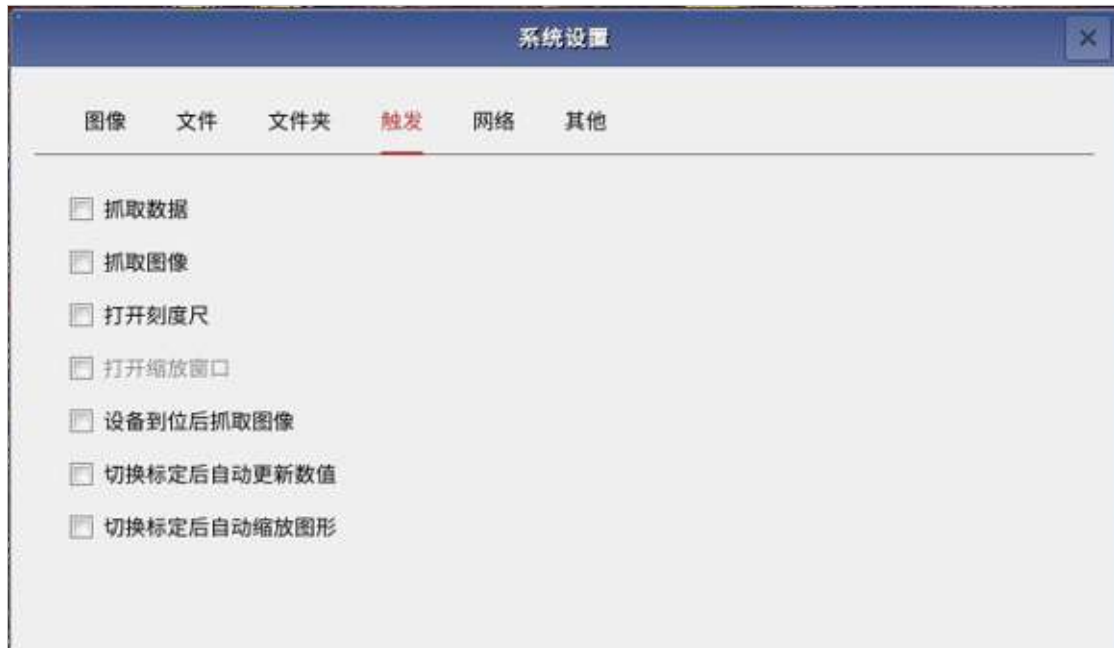 系统设置
图像 文件 文件夹 触发 网络 其他
抓取数据
抓取图像
打开刻度尺
打开缩放窗口
设备到位后抓取图像
切换标定后自动更新数值
切换标定后自动缩放图形